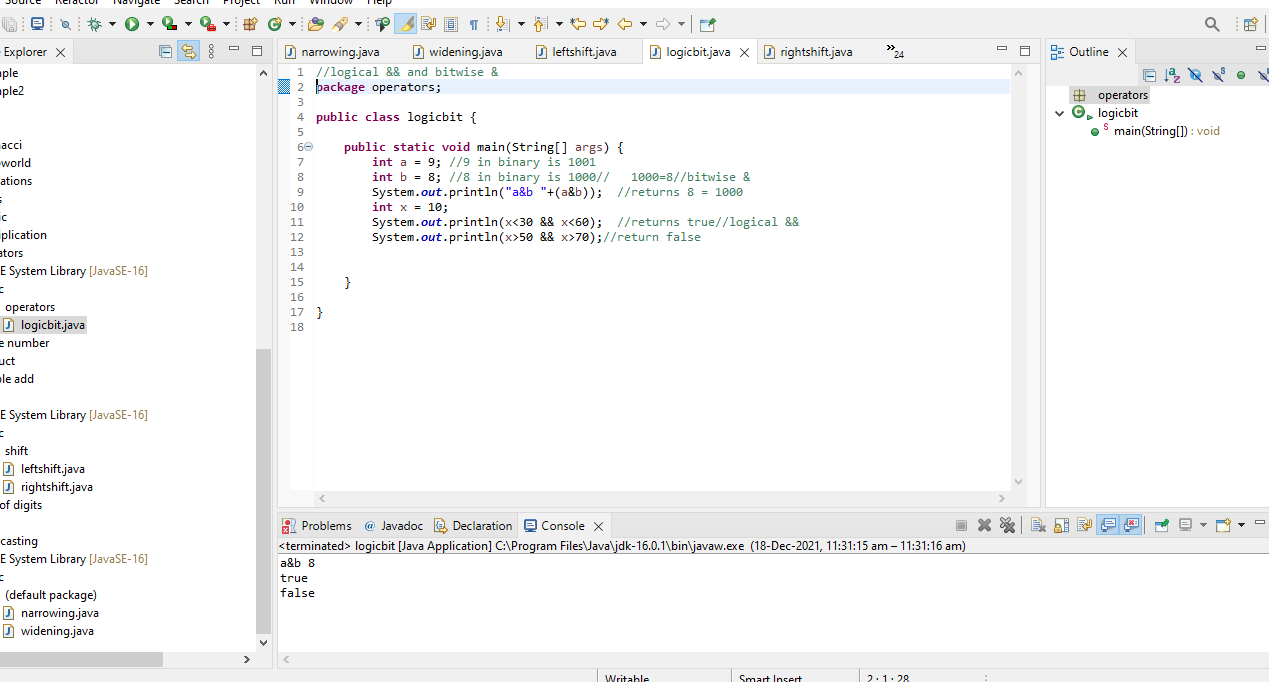 Source Refactor Navigate Search Project Run Window Help
Explorer
narrowing.java widening.java leftshift.java logicbit.java rightshift.java »24
Outline
ple
ple2
acci
world
ations
s
ic
iplication
ators
E System Library [JavaSE-16]
c
operators
logicbit.java
e number
uct
ole add
E System Library [JavaSE-16]
c
shift
leftshift.java
rightshift.java
of digits
casting
E System Library [JavaSE-16]
c
(default package)
narrowing.java
widening.java
1 //logical && and bitwise &
2 package operators;
3
4 public class logicbit {
5
6 public static void main(String[] args) {
7 int a = 9; //9 in binary is 1001
8 int b = 8; //8 in binary is 1000// 1000=8//bitwise &
9 System.out.println("a&b "+(a&b)); //returns 8 = 1000
10 int x = 10;
11 System.out.println(x<30 && x<60); //returns true//logical &&
12 System.out.println(x>50 && x>70);//return false
13
14
15 }
16
17 }
18
operators
logicbit
main(String[]) : void
Problems @ Javadoc Declaration Console
<terminated> logicbit [Java Application] C:\Program Files\Java\jdk-16.0.1\bin\javaw.exe (18-Dec-2021, 11:31:15 am – 11:31:16 am)
a&b 8
true
false
Writable Smart Insert 2 : 1 : 28